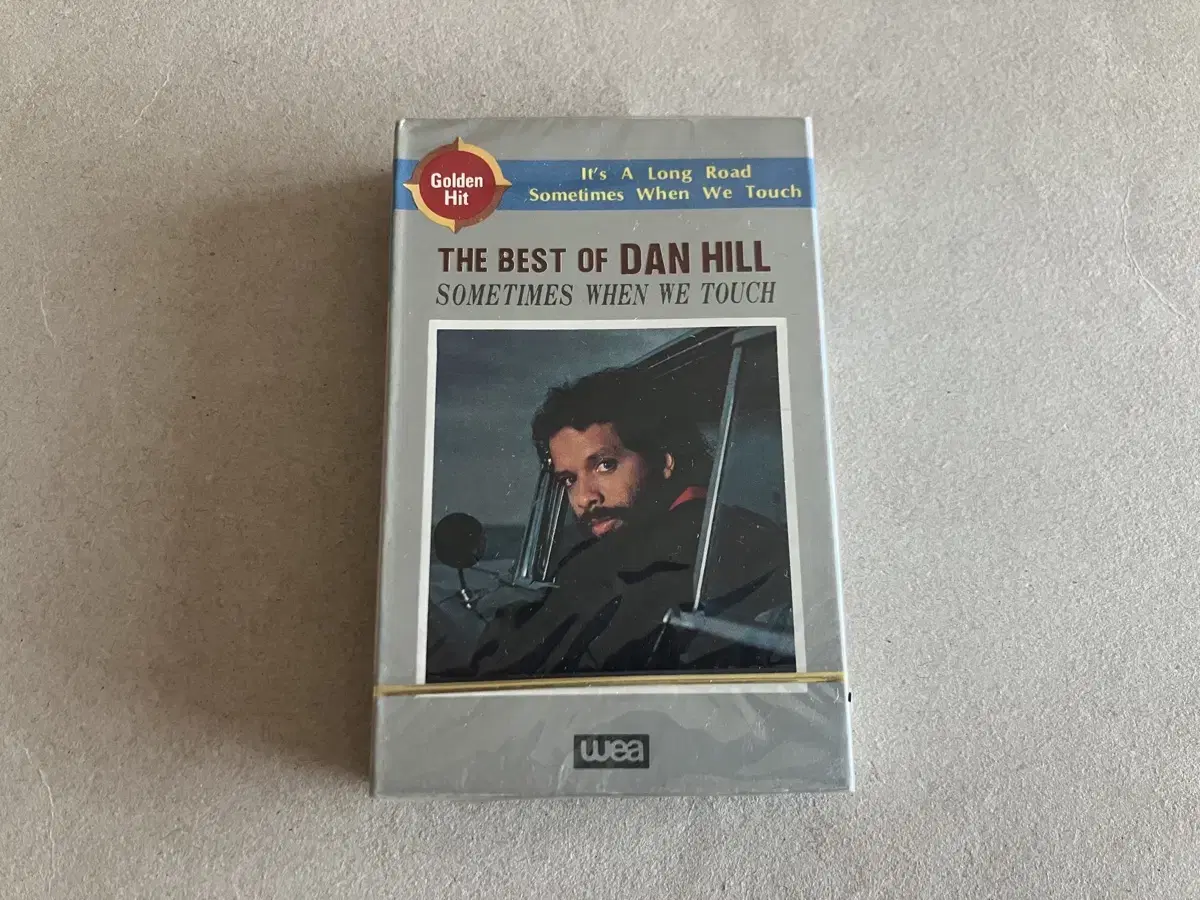 Golden
Hit
It's A Long Road
Sometimes When We Touch
THE BEST OF DAN HILL
SOMETIMES WHEN WE TOUCH
wea